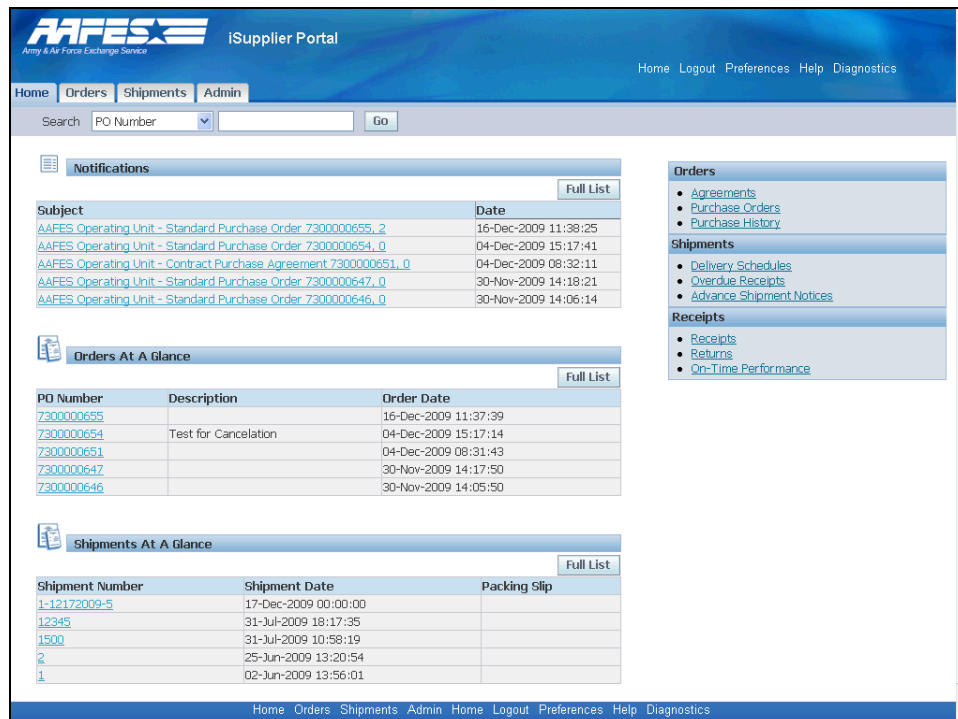 AAFES
Army & Air Force Exchange Service
iSupplier Portal
Home Logout Preferences Help Diagnostics
Home Orders Shipments Admin
Search PO Number Go
Notifications
Full List
Subject Date
AAFES Operating Unit - Standard Purchase Order 7300000655, 2 16-Dec-2009 11:38:25
AAFES Operating Unit - Standard Purchase Order 7300000654, 0 04-Dec-2009 15:17:41
AAFES Operating Unit - Contract Purchase Agreement 7300000651, 0 04-Dec-2009 08:32:11
AAFES Operating Unit - Standard Purchase Order 7300000647, 0 30-Nov-2009 14:18:21
AAFES Operating Unit - Standard Purchase Order 7300000646, 0 30-Nov-2009 14:06:14
Orders At A Glance
Full List
PO Number Description Order Date
7300000655 16-Dec-2009 11:37:39
7300000654 Test for Cancelation 04-Dec-2009 15:17:14
7300000651 04-Dec-2009 08:31:43
7300000647 30-Nov-2009 14:17:50
7300000646 30-Nov-2009 14:05:50
Shipments At A Glance
Full List
Shipment Number Shipment Date Packing Slip
1-12172009-5 17-Dec-2009 00:00:00
12345 31-Jul-2009 18:17:35
1500 31-Jul-2009 10:58:19
2 25-Jun-2009 13:20:54
1 02-Jun-2009 13:56:01
Orders
Agreements
Purchase Orders
Purchase History
Shipments
Delivery Schedules
Overdue Receipts
Advance Shipment Notices
Receipts
Receipts
Returns
On-Time Performance
Home Orders Shipments Admin Home Logout Preferences Help Diagnostics